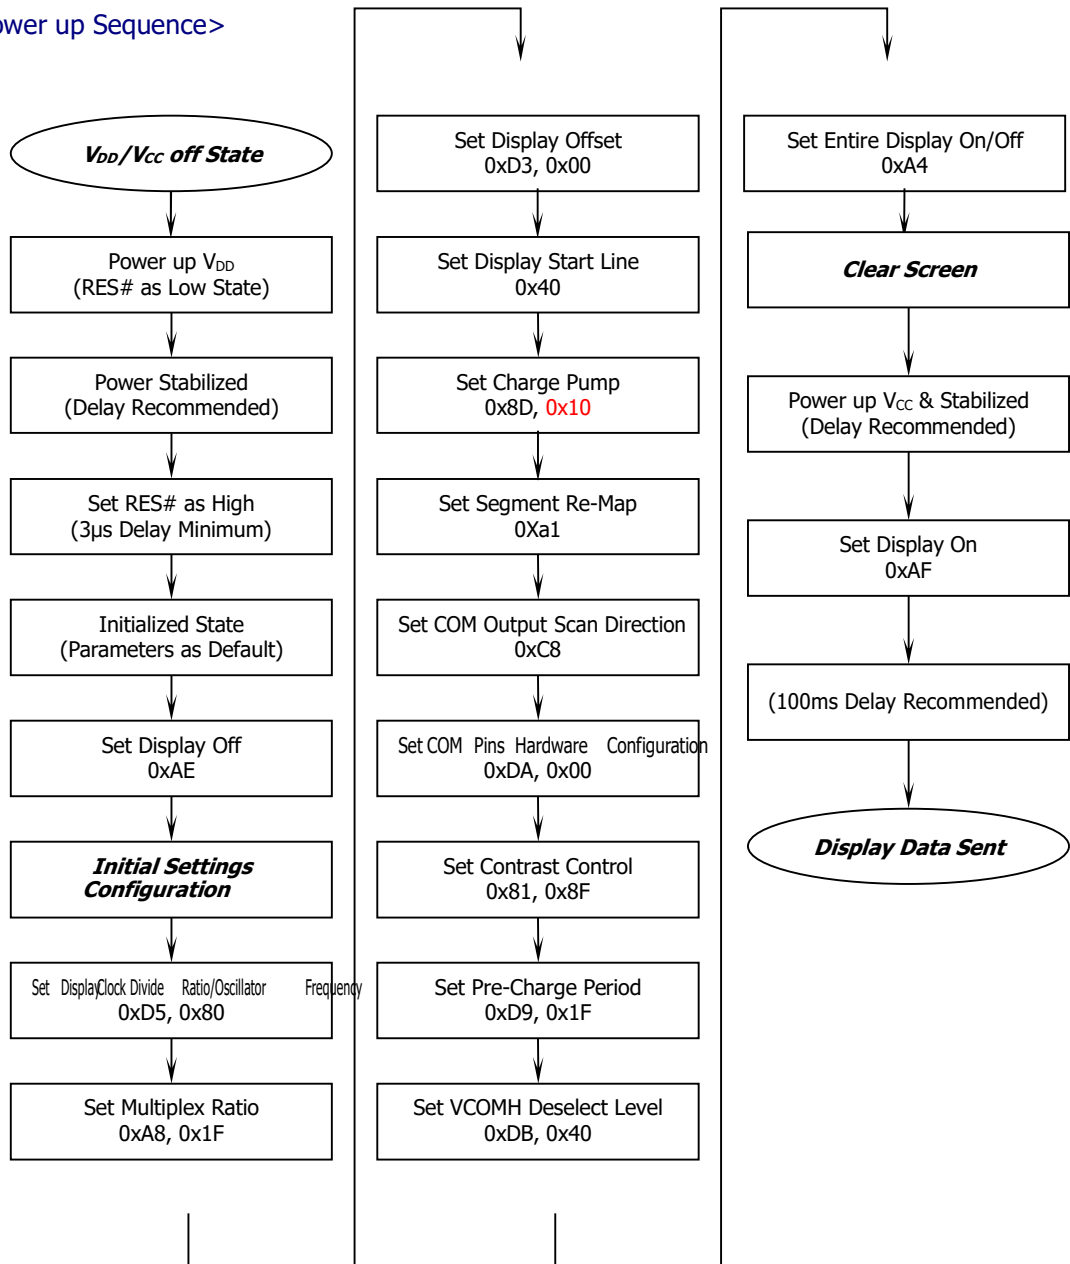 ower up Sequence>
VDD/VCC off State
Power up VDD
(RES# as Low State)
Power Stabilized
(Delay Recommended)
Set RES# as High
(3μs Delay Minimum)
Initialized State
(Parameters as Default)
Set Display Off
0xAE
Initial Settings
Configuration
Set Display Clock Divide Ratio/Oscillator Frequency
0xD5, 0x80
Set Multiplex Ratio
0xA8, 0x1F
Set Display Offset
0xD3, 0x00
Set Display Start Line
0x40
Set Charge Pump
0x8D, 0x10
Set Segment Re-Map
0Xa1
Set COM Output Scan Direction
0xC8
Set COM Pins Hardware Configuration
0xDA, 0x00
Set Contrast Control
0x81, 0x8F
Set Pre-Charge Period
0xD9, 0x1F
Set VCOMH Deselect Level
0xDB, 0x40
Set Entire Display On/Off
0xA4
Clear Screen
Power up VCC & Stabilized
(Delay Recommended)
Set Display On
0xAF
(100ms Delay Recommended)
Display Data Sent